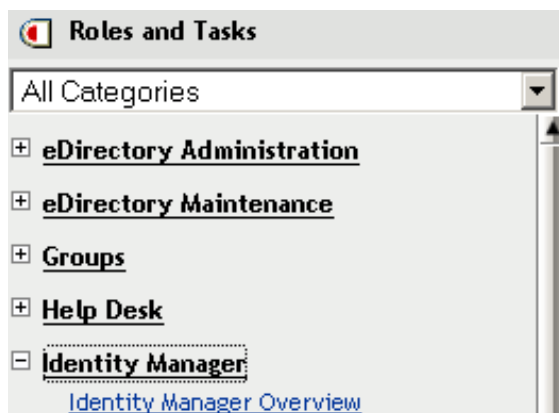 Roles and Tasks
All Categories
eDirectory Administration
eDirectory Maintenance
Groups
Help Desk
Identity Manager
Identity Manager Overview